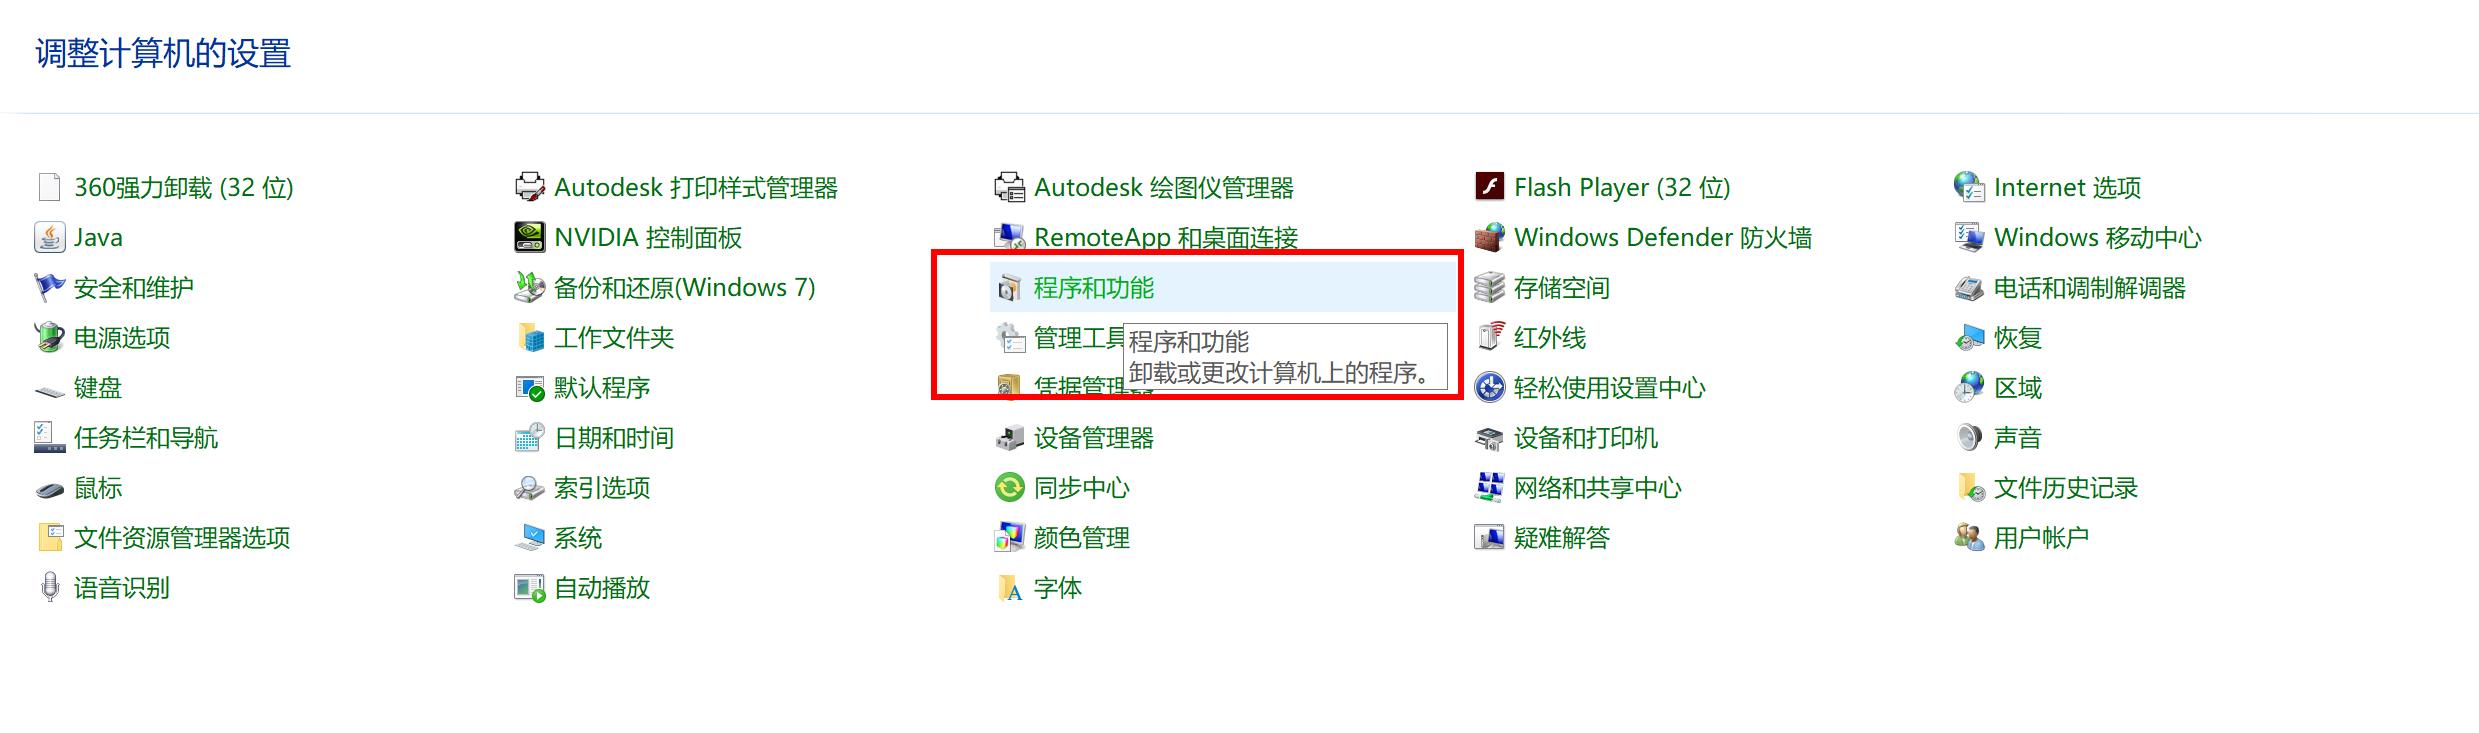 调整计算机的设置
360强力卸载 (32 位)
Autodesk 打印样式管理器
Autodesk 绘图仪管理器
Flash Player (32 位)
Internet 选项
Java
NVIDIA 控制面板
RemoteApp 和桌面连接
Windows Defender 防火墙
Windows 移动中心
安全和维护
备份和还原(Windows 7)
程序和功能
存储空间
电话和调制解调器
电源选项
工作文件夹
管理工具
程序和功能
卸载或更改计算机上的程序。
红外线
恢复
键盘
默认程序
凭据管理器
轻松使用设置中心
区域
任务栏和导航
日期和时间
设备管理器
设备和打印机
声音
鼠标
索引选项
同步中心
网络和共享中心
文件历史记录
文件资源管理器选项
系统
颜色管理
疑难解答
用户帐户
语音识别
自动播放
字体